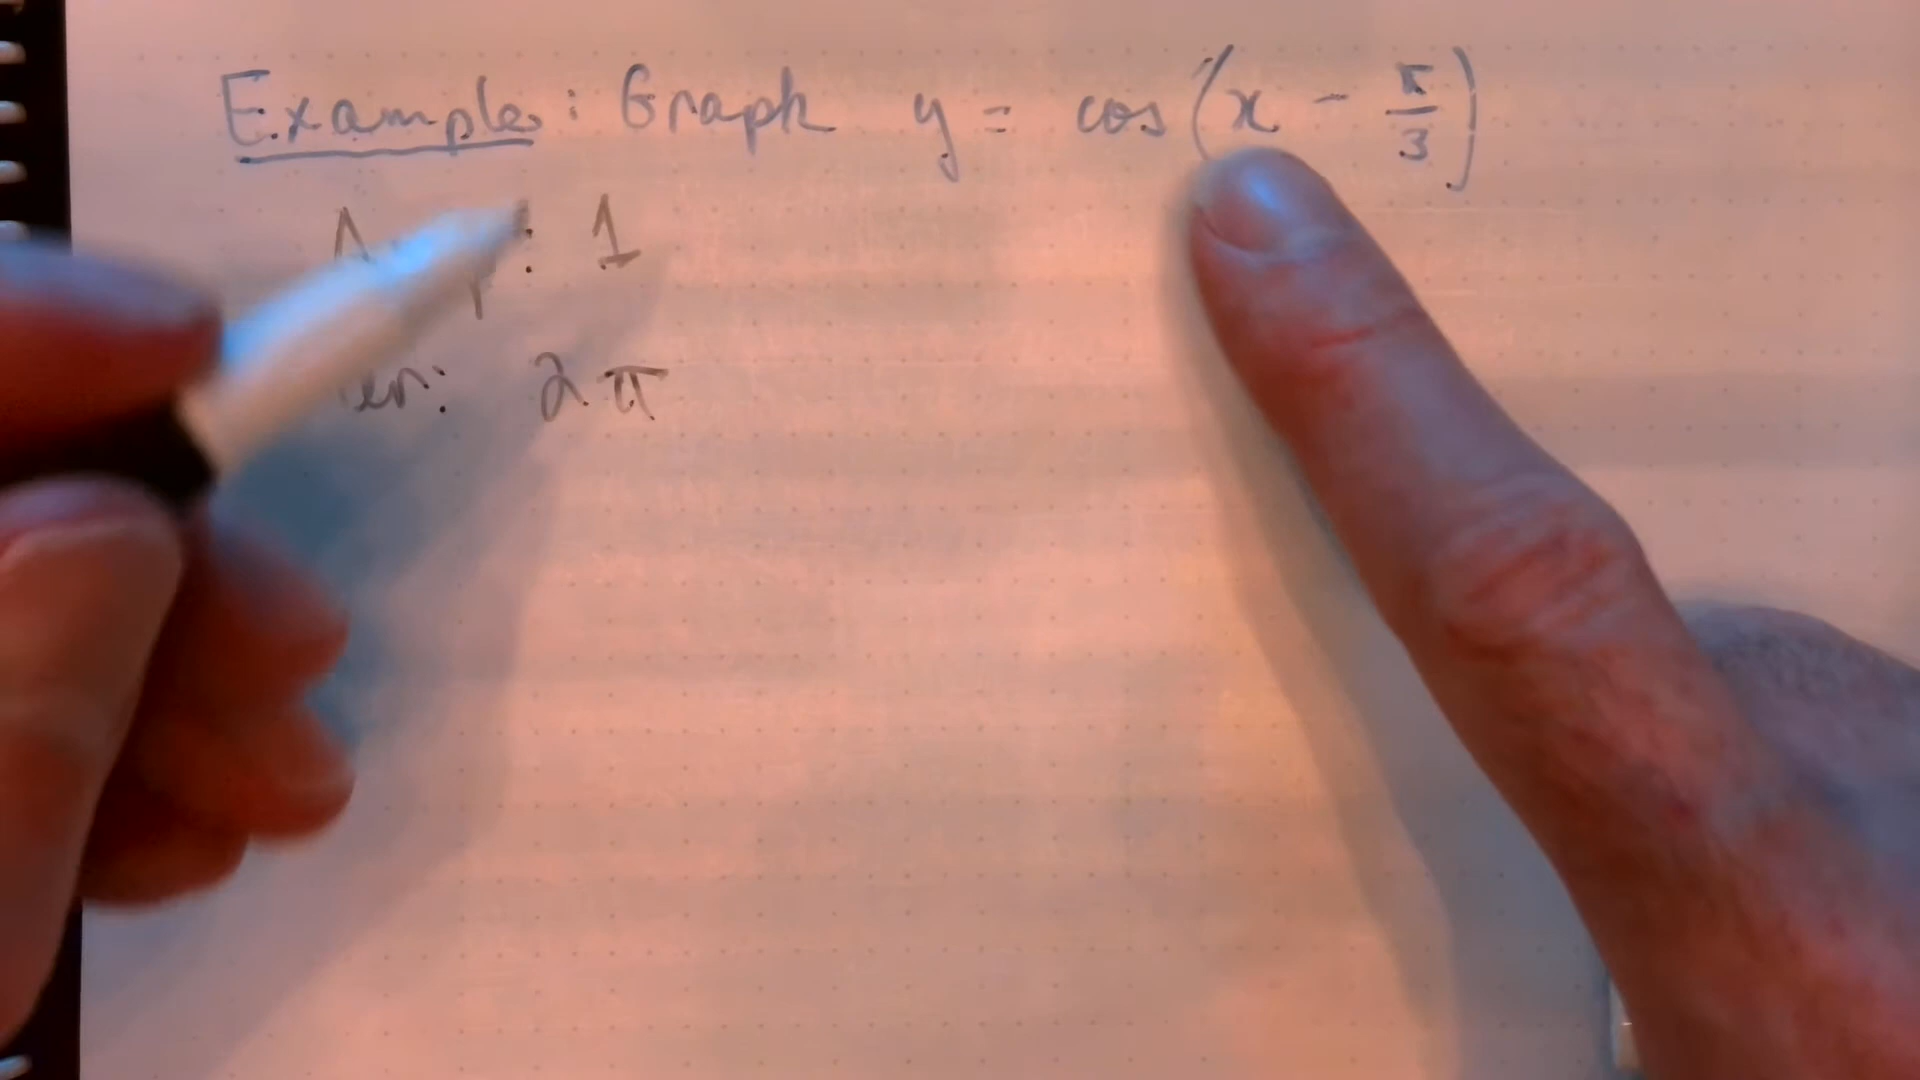 Example: Graph y = cos(x - π/3)
: 1
2π